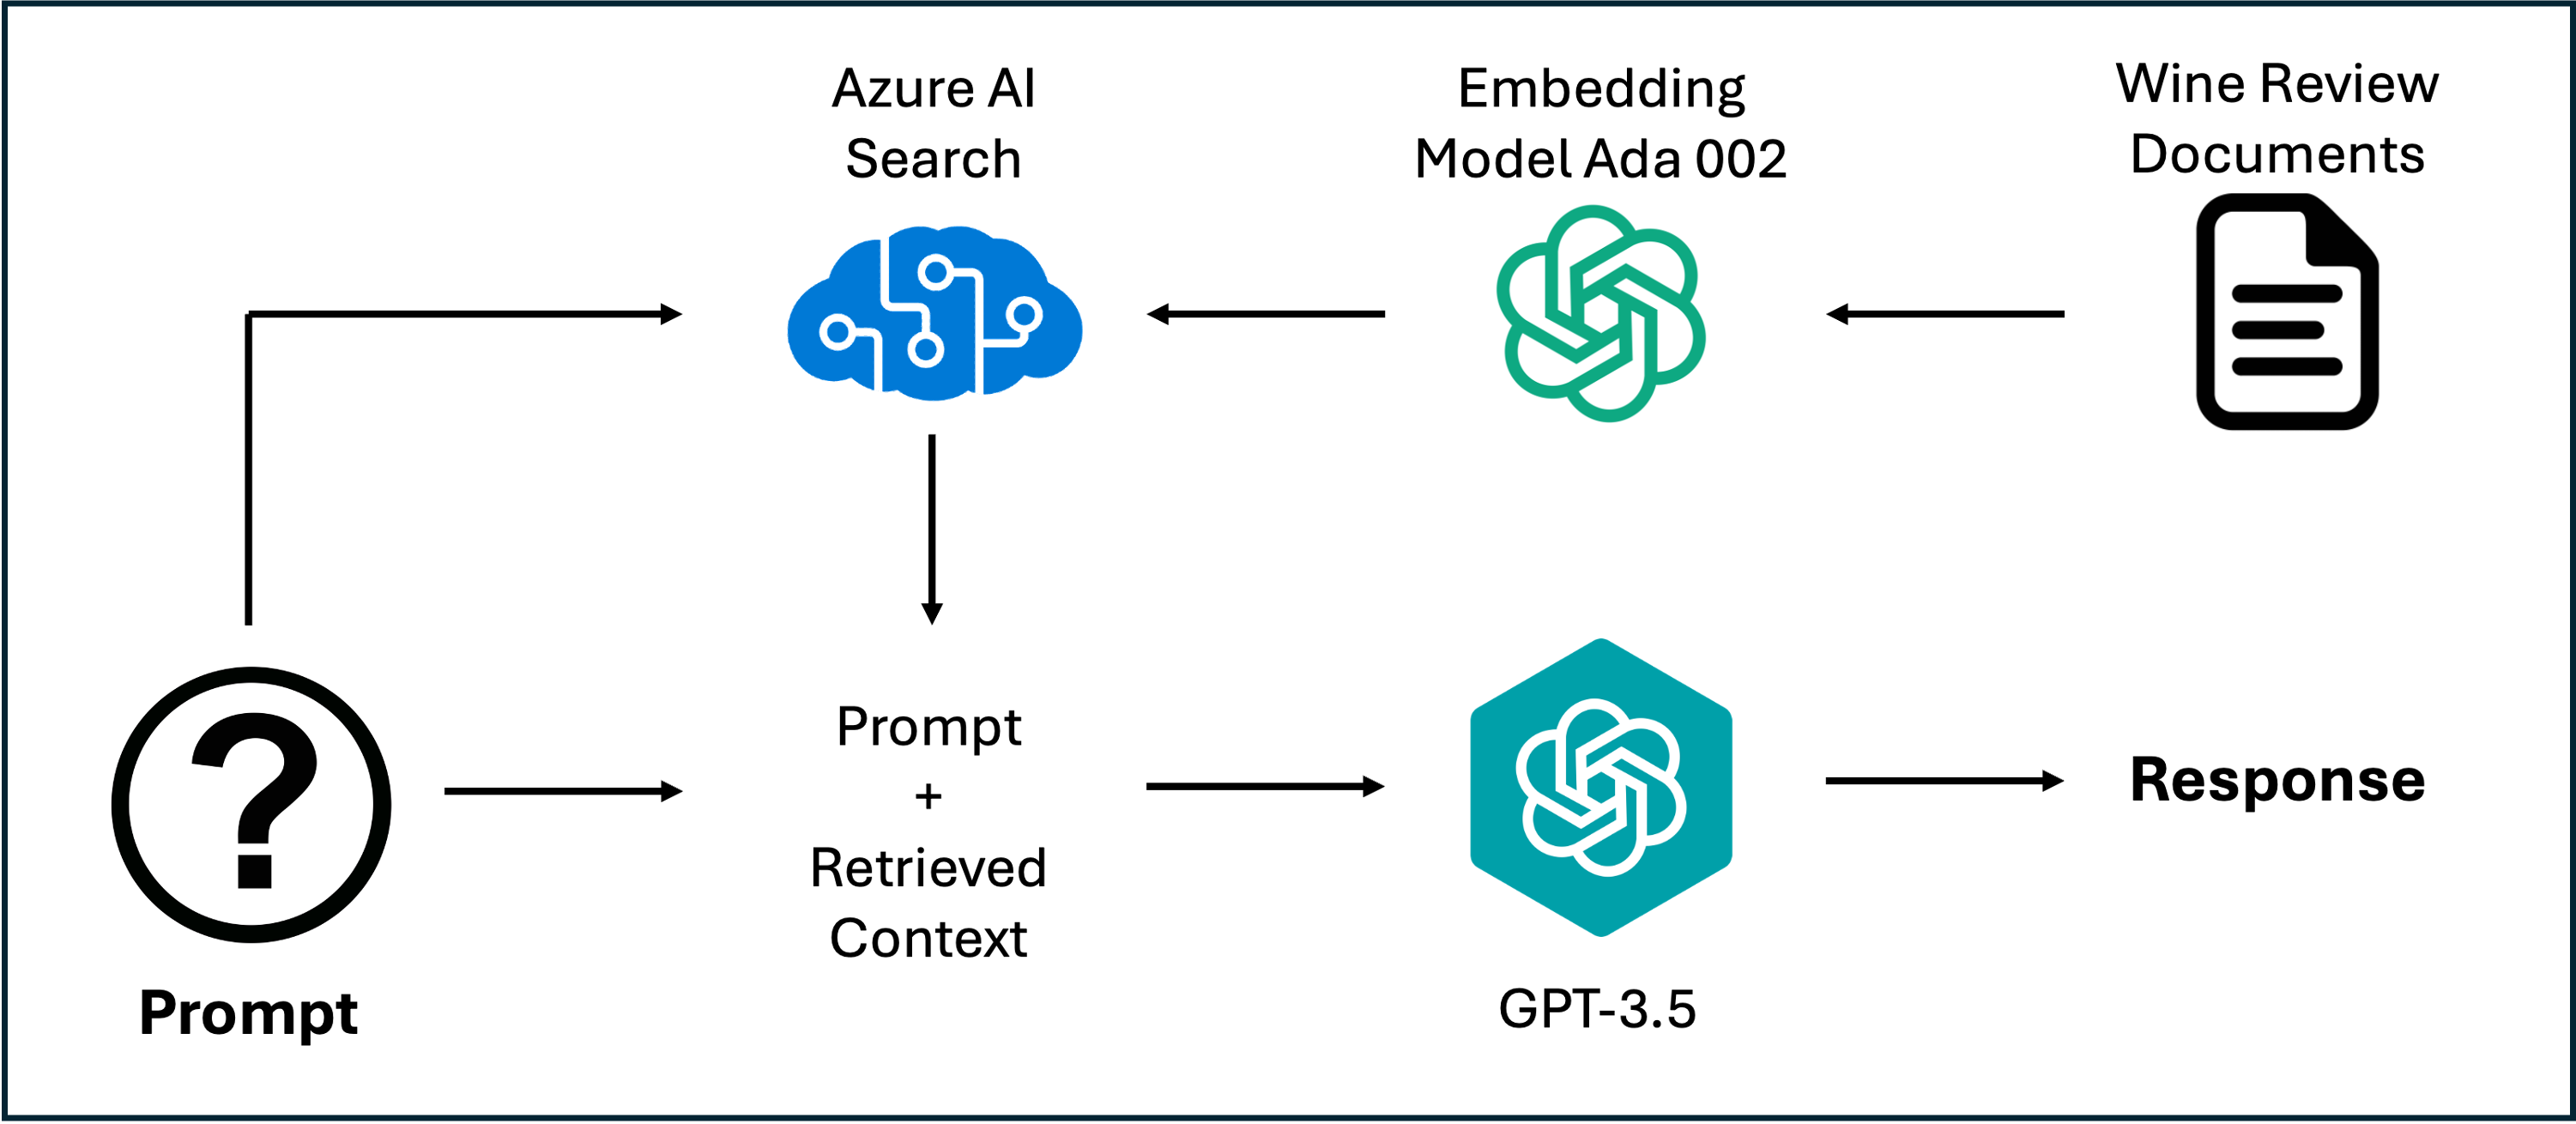 Azure AI
Search
Embedding
Model Ada 002
Wine Review
Documents
?
Prompt
Prompt
+
Retrieved
Context
GPT-3.5
Response